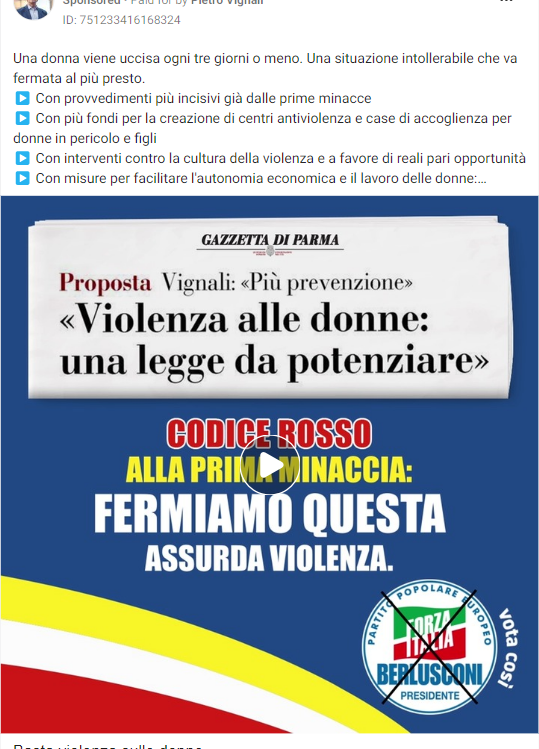 Sponsored • Paid for by Pietro Vignali
ID: 751233416168324
Una donna viene uccisa ogni tre giorni o meno. Una situazione intollerabile che va
fermata al più presto.
Con provvedimenti più incisivi già dalle prime minacce
Con più fondi per la creazione di centri antiviolenza e case di accoglienza per
donne in pericolo e figli
Con interventi contro la cultura della violenza e a favore di reali pari opportunità
Con misure per facilitare l'autonomia economica e il lavoro delle donne:...
GAZZETTA DI PARMA
Proposta Vignali: «Più prevenzione»
«Violenza alle donne:
una legge da potenziare»
CODICE ROSSO
ALLA PRIMA MINACCIA:
FERMIAMO QUESTA
ASSURDA VIOLENZA.
PARTITO POPOLARE EUROPEO
FORZA
ITALIA
BERLUSCONI
PRESIDENTE
vota così
Basta violenza sulle donne